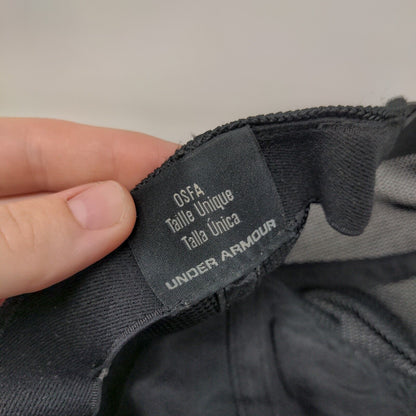 OSFA
Taille Unique
Talla Única
UNDER ARMOUR